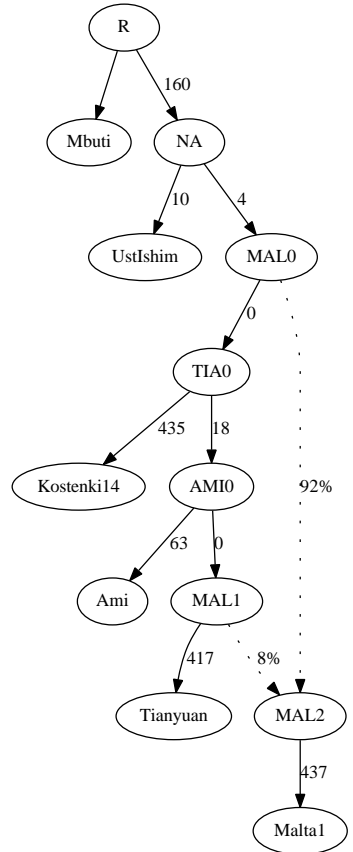 R
160
Mbuti
NA
10
4
UstIshim
MAL0
0
TIA0
435
18
Kostenki14
AMI0
92%
63
0
Ami
MAL1
417
8%
Tianyuan
MAL2
437
Malta1